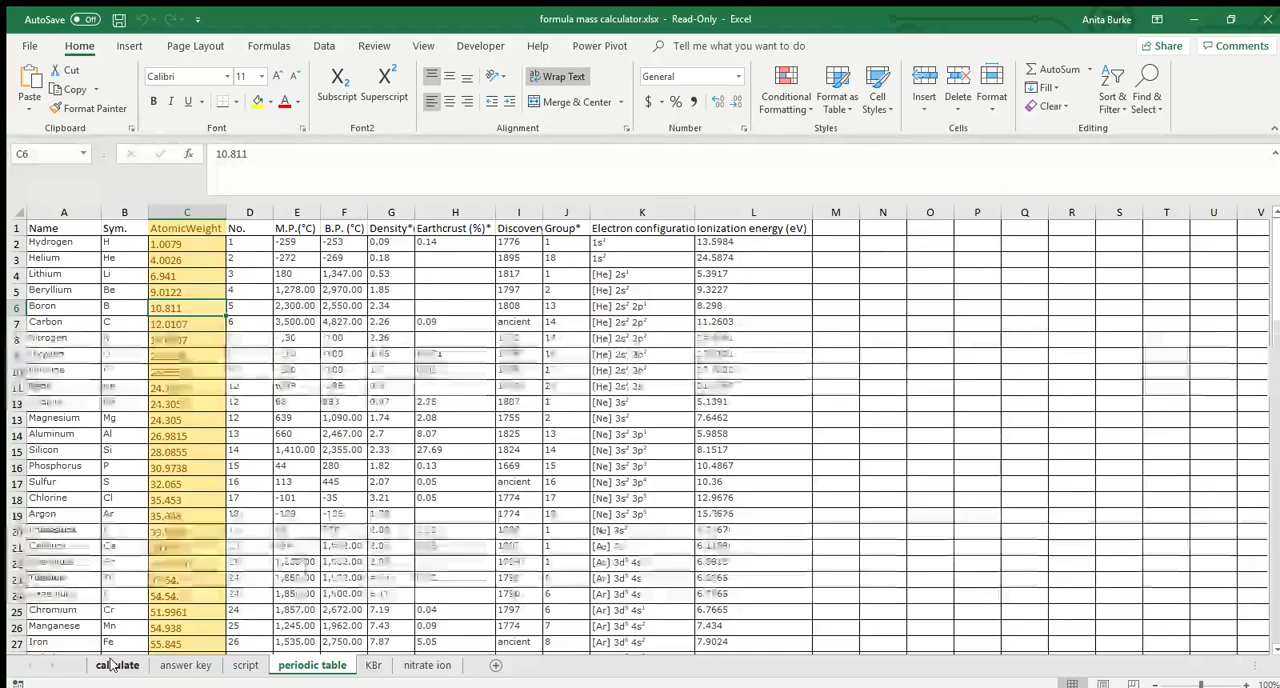 AutoSave Off formula mass calculator.xlsx - Read-Only - Excel Anita Burke
File Home Insert Page Layout Formulas Data Review View Developer Help Power Pivot Tell me what you want to do Share Comments
Cut Calibri 11 Wrap Text General AutoSum
Copy Fill
Paste Format Painter B I U Subscript Superscript Merge & Center $ % Conditional Formatting Format as Table Cell Styles Insert Delete Format Clear Sort & Filter Find & Select
Clipboard Font Font2 Alignment Number Styles Cells Editing
C6 fx 10.811
A B C D E F G H I J K L M N O P Q R S T U V
1 Name Sym. AtomicWeight No. M.P.(°C) B.P. (°C) Density* Earthcrust (%)* Discovery Group* Electron configuratio Ionization energy (eV)
2 Hydrogen H 1.0079 1 -259 -253 0.09 0.14 1776 1 1s¹ 13.5984
3 Helium He 4.0026 2 -272 -269 0.18 1895 18 1s² 24.5874
4 Lithium Li 6.941 3 180 1,347.00 0.53 1817 1 [He] 2s¹ 5.3917
5 Beryllium Be 9.0122 4 1,278.00 2,970.00 1.85 1797 2 [He] 2s² 9.3227
6 Boron B 10.811 5 2,300.00 2,550.00 2.34 1808 13 [He] 2s² 2p¹ 8.298
7 Carbon C 12.0107 6 3,500.00 4,827.00 2.26 0.09 ancient 14 [He] 2s² 2p² 11.2603
8 Nitrogen
13 Magnesium Mg 24.305 12 639 1,090.00 1.74 2.08 1755 2 [Ne] 3s² 7.6462
14 Aluminum Al 26.9815 13 660 2,467.00 2.7 8.07 1825 13 [Ne] 3s² 3p¹ 5.9858
15 Silicon Si 28.0855 14 1,410.00 2,355.00 2.33 27.69 1824 14 [Ne] 3s² 3p² 8.1517
16 Phosphorus P 30.9738 15 44 280 1.82 0.13 1669 15 [Ne] 3s² 3p³ 10.4867
17 Sulfur S 32.065 16 113 445 2.07 0.05 ancient 16 [Ne] 3s² 3p⁴ 10.36
18 Chlorine Cl 35.453 17 -101 -35 3.21 0.05 1774 17 [Ne] 3s² 3p⁵ 12.9676
19 Argon Ar 18
25 Chromium Cr 51.9961 24 1,857.00 2,672.00 7.19 0.04 1797 6 [Ar] 3d⁵ 4s¹ 6.7665
26 Manganese Mn 54.938 25 1,245.00 1,962.00 7.43 0.09 1774 7 [Ar] 3d⁵ 4s² 7.434
27 Iron Fe 55.845 26 1,535.00 2,750.00 7.87 5.05 ancient 8 [Ar] 3d⁶ 4s² 7.9024
calculate answer key script periodic table KBr nitrate ion
100%